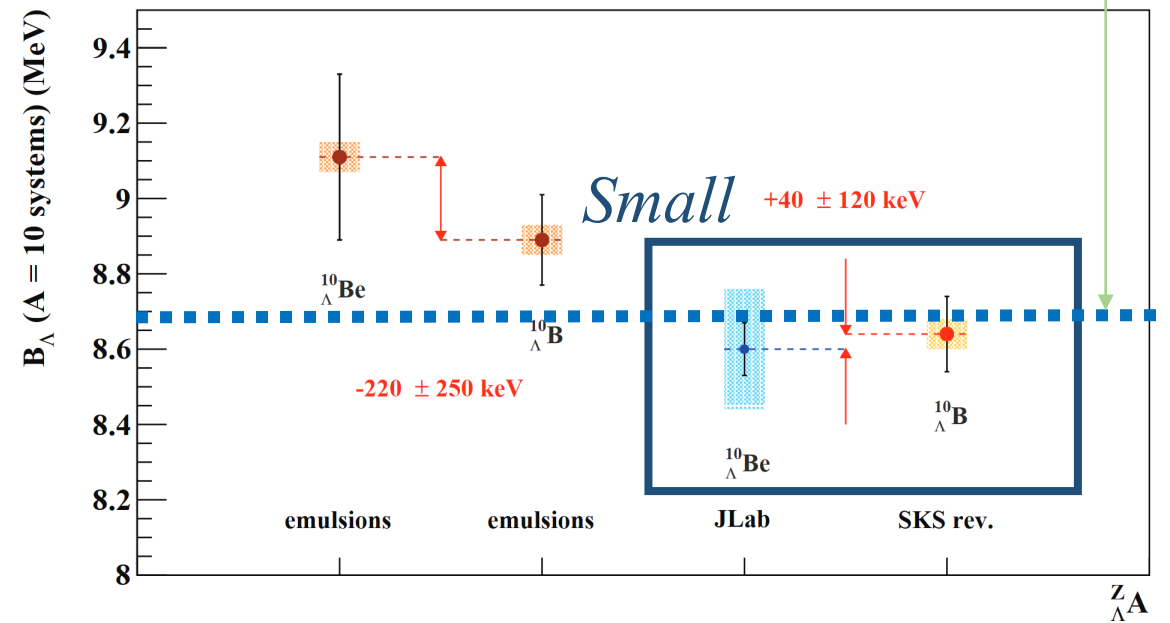 B_Λ (A = 10 systems) (MeV)
9.4
9.2
9
8.8
8.6
8.4
8.2
8
Small
+40 ± 120 keV
-220 ± 250 keV
¹⁰_ΛBe
¹⁰_ΛB
¹⁰_ΛBe
¹⁰_ΛB
emulsions
emulsions
JLab
SKS rev.
^Z_ΛA